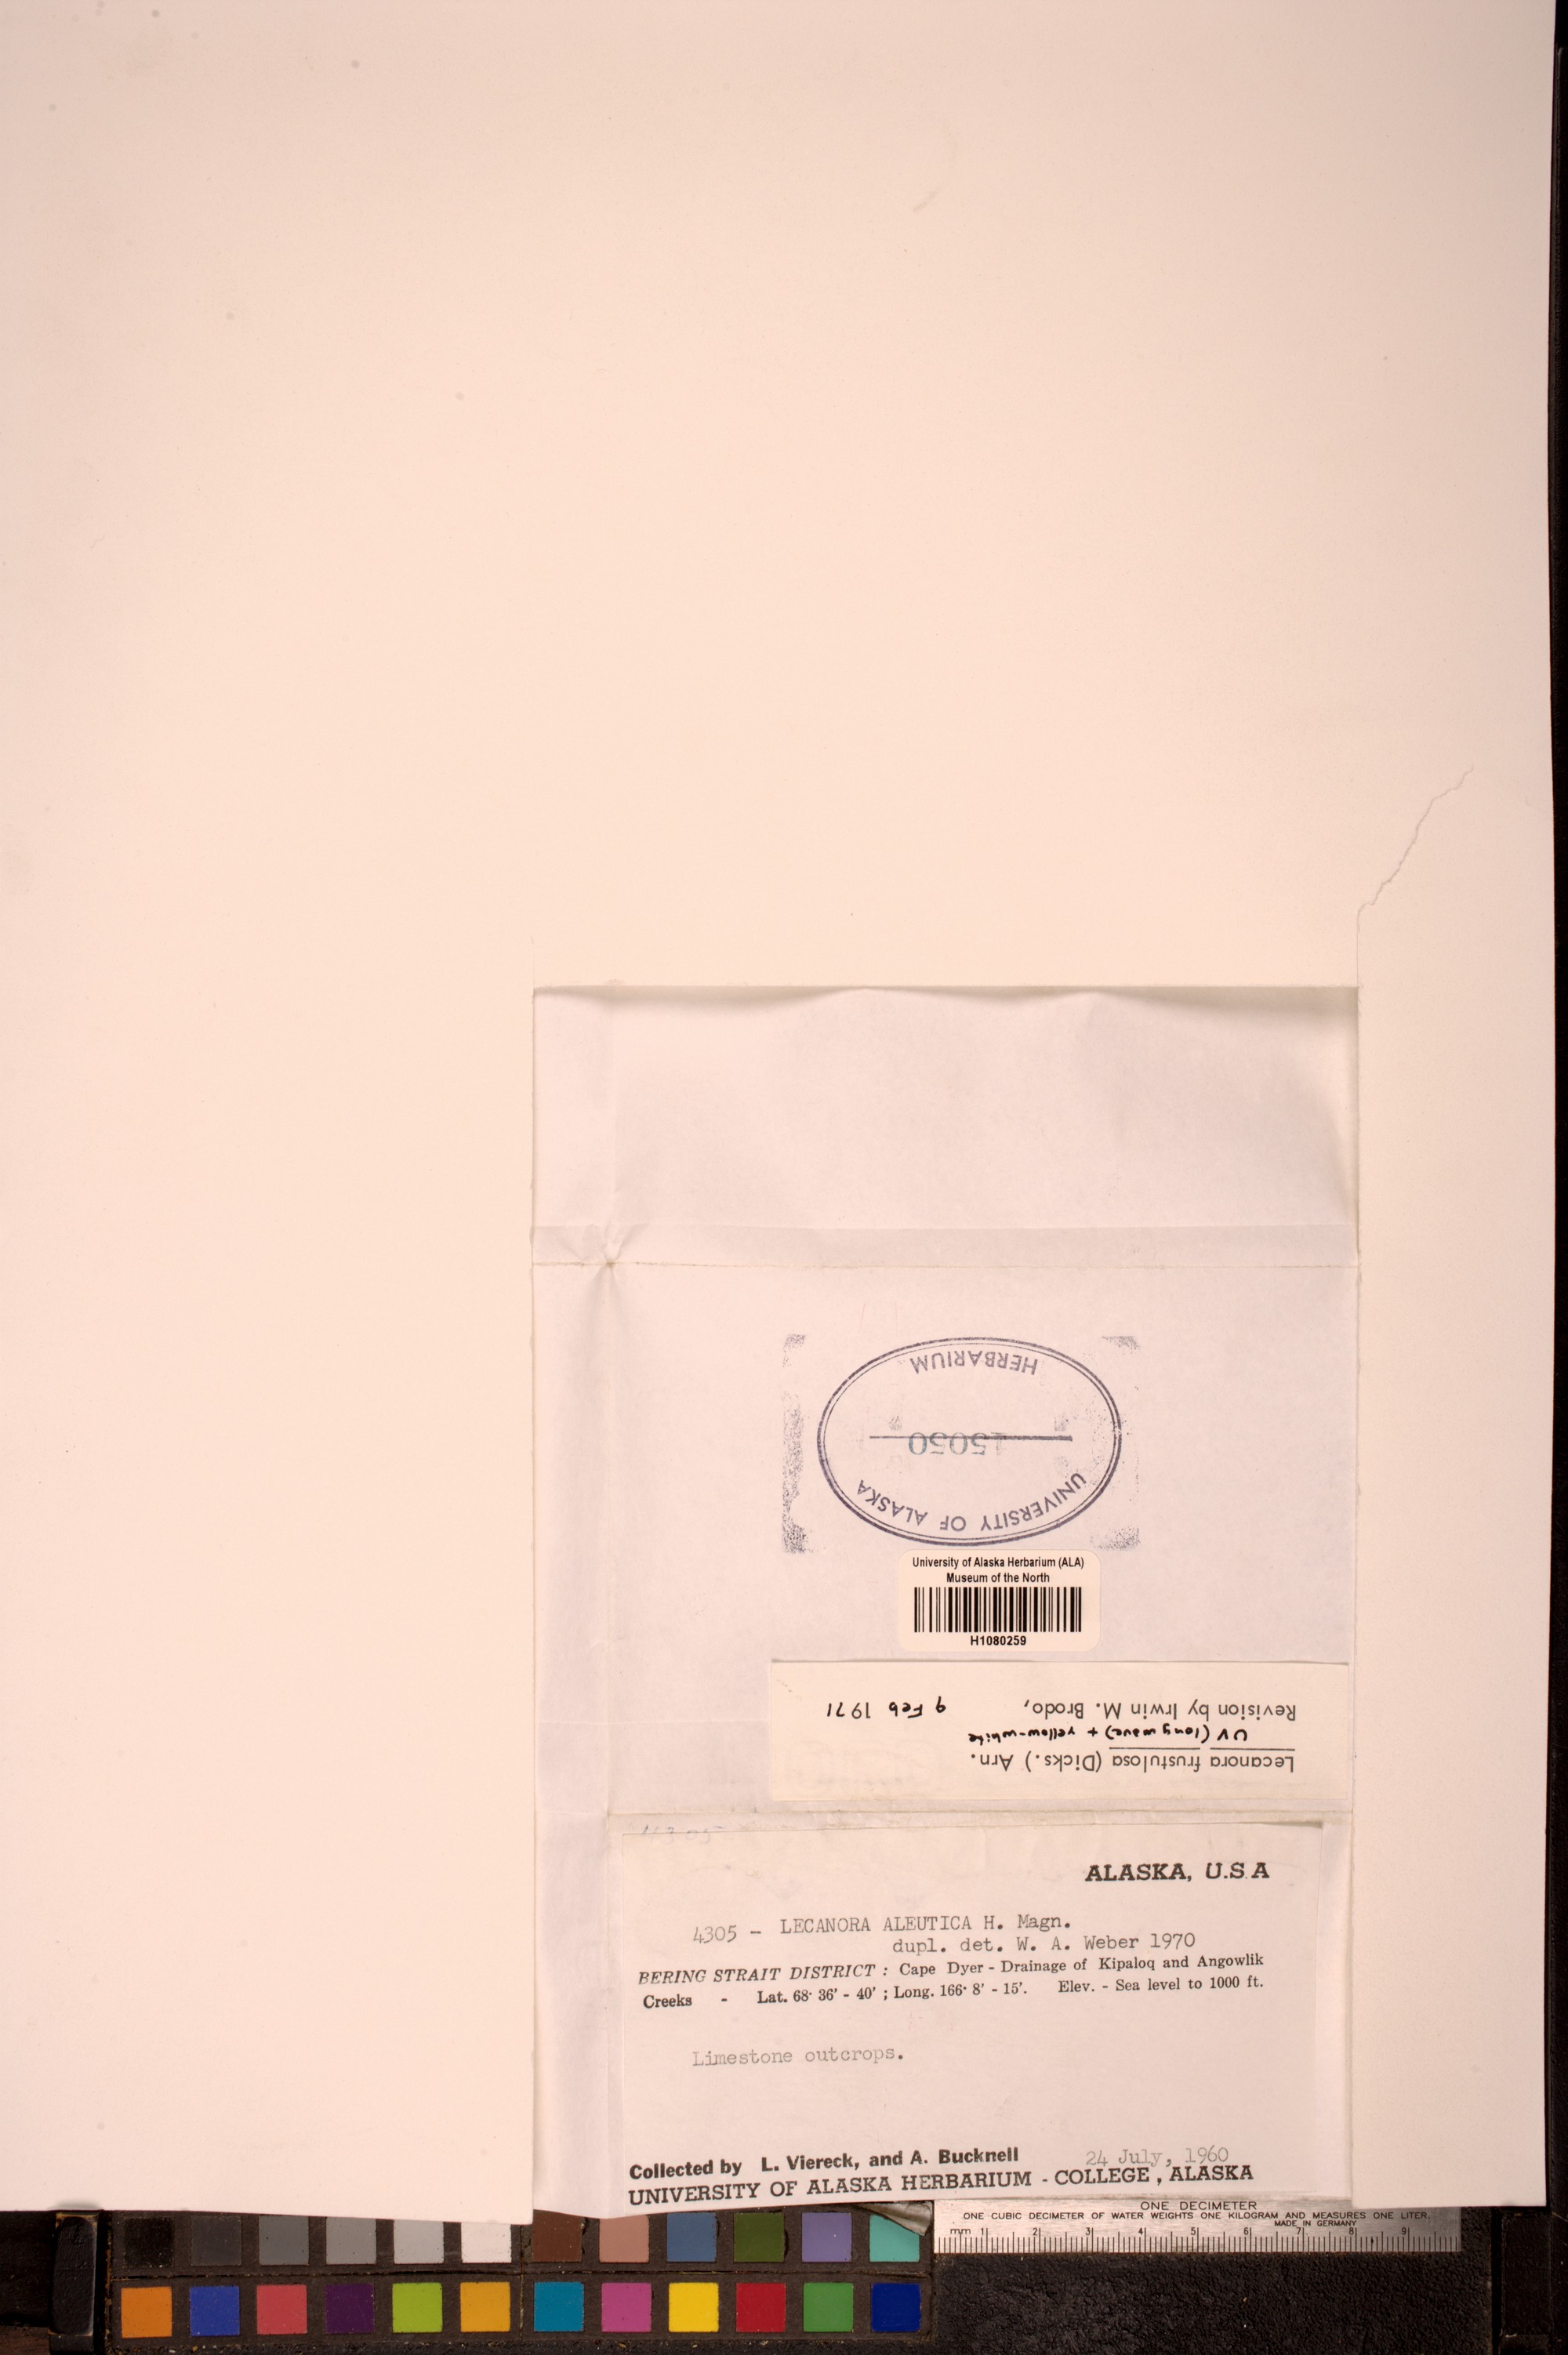 HERBARIUM
15050
UNIVERSITY OF ALASKA
University of Alaska Herbarium (ALA)
Museum of the North
H1080259
Lecanora frustulosa (Dicks.) Arn.
UV (long wave) + yellow-white
Revision by Irwin M. Brodo, 9 Feb 1971
ALASKA, U.S.A
4305 - LECANORA ALEUTICA H. Magn.
dupl. det. W. A. Weber 1970
BERING STRAIT DISTRICT : Cape Dyer - Drainage of Kipaloq and Angowlik
Creeks - Lat. 68° 36' - 40' ; Long. 166° 8' - 15'. Elev. - Sea level to 1000 ft.
Limestone outcrops.
Collected by L. Viereck, and A. Bucknell 24 July, 1960
UNIVERSITY OF ALASKA HERBARIUM - COLLEGE, ALASKA
ONE DECIMETER
ONE CUBIC DECIMETER OF WATER WEIGHTS ONE KILOGRAM AND MEASURES ONE LITER.
MADE IN GERMANY
mm 1 2 3 4 5 6 7 8 9